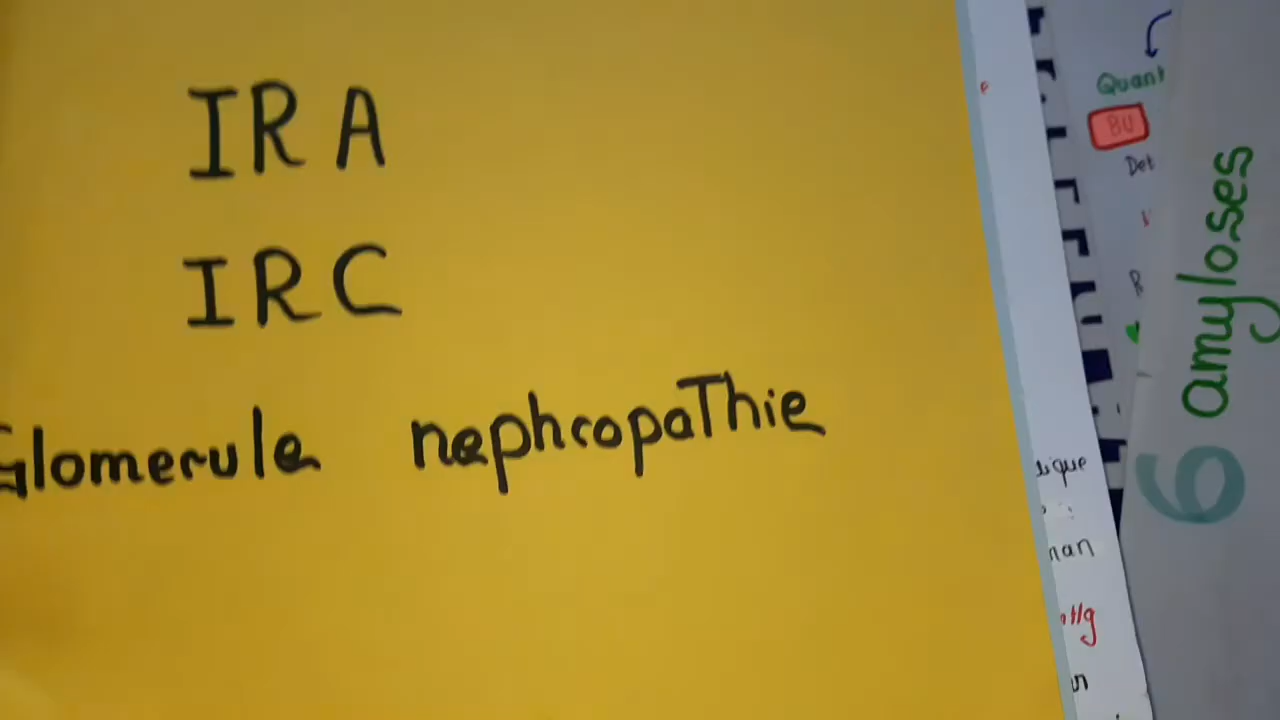 IRA
IRC
Glomerule nephropathie
Quant
BU
Det
6 amyloses